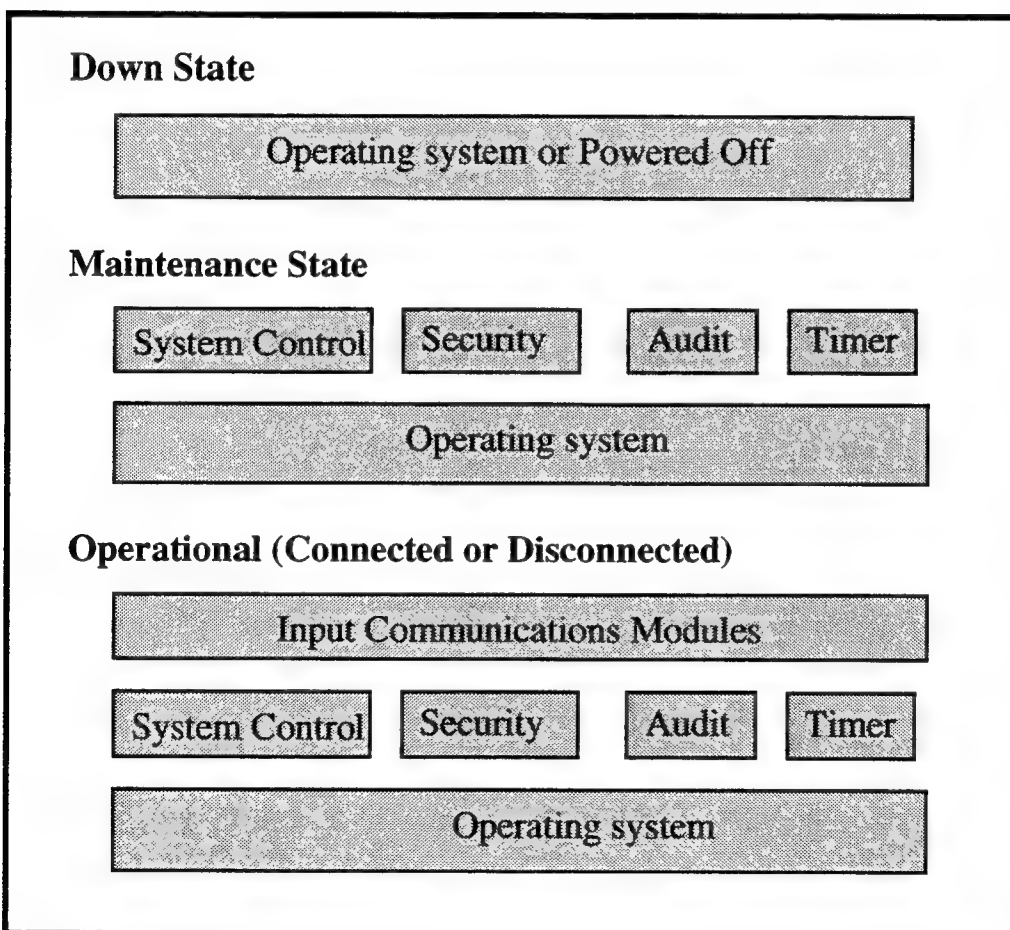 Down State
Operating system or Powered Off
Maintenance State
System Control Security Audit Timer
Operating system
Operational (Connected or Disconnected)
Input Communications Modules
System Control Security Audit Timer
Operating system